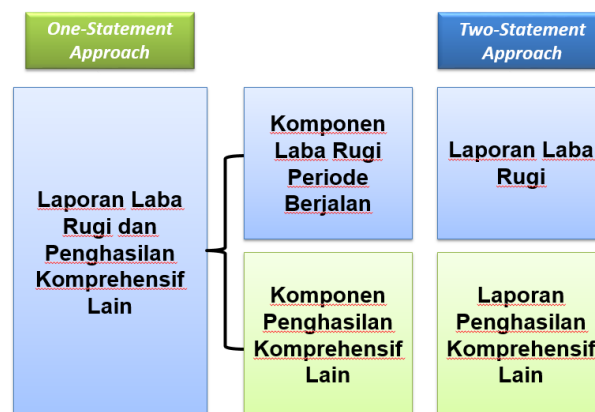 One-Statement
Approach
Two-Statement
Approach
Laporan Laba
Rugi dan
Penghasilan
Komprehensif
Lain
Komponen
Laba Rugi
Periode
Berjalan
Laporan Laba
Rugi
Komponen
Penghasilan
Komprehensif
Lain
Laporan
Penghasilan
Komprehensif
Lain